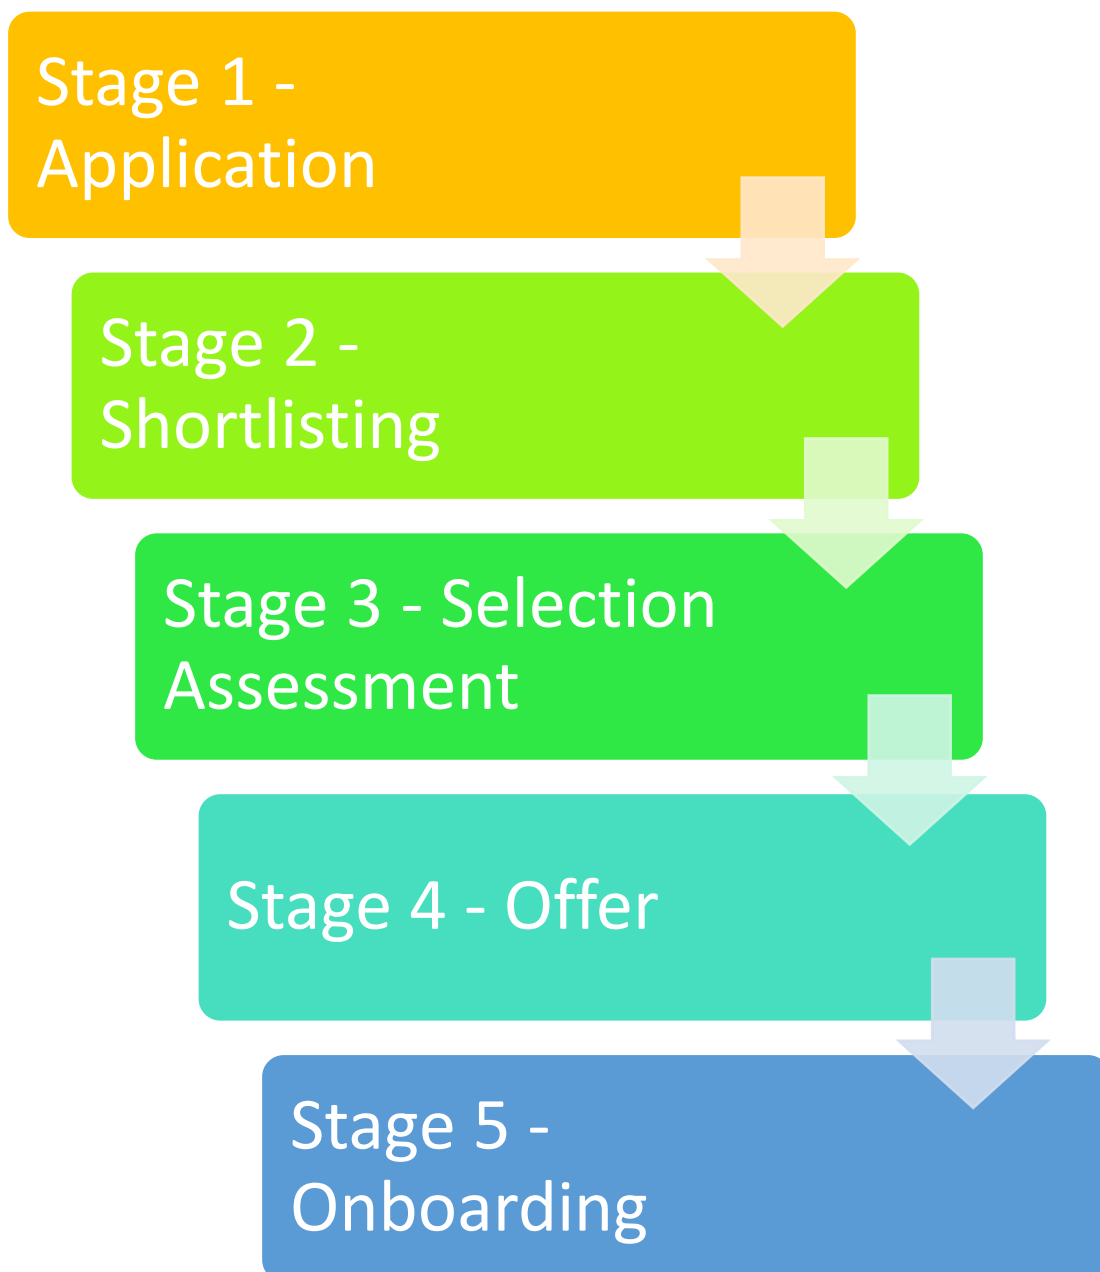 Stage 1 -
Application
Stage 2 -
Shortlisting
Stage 3 - Selection
Assessment
Stage 4 - Offer
Stage 5 -
Onboarding